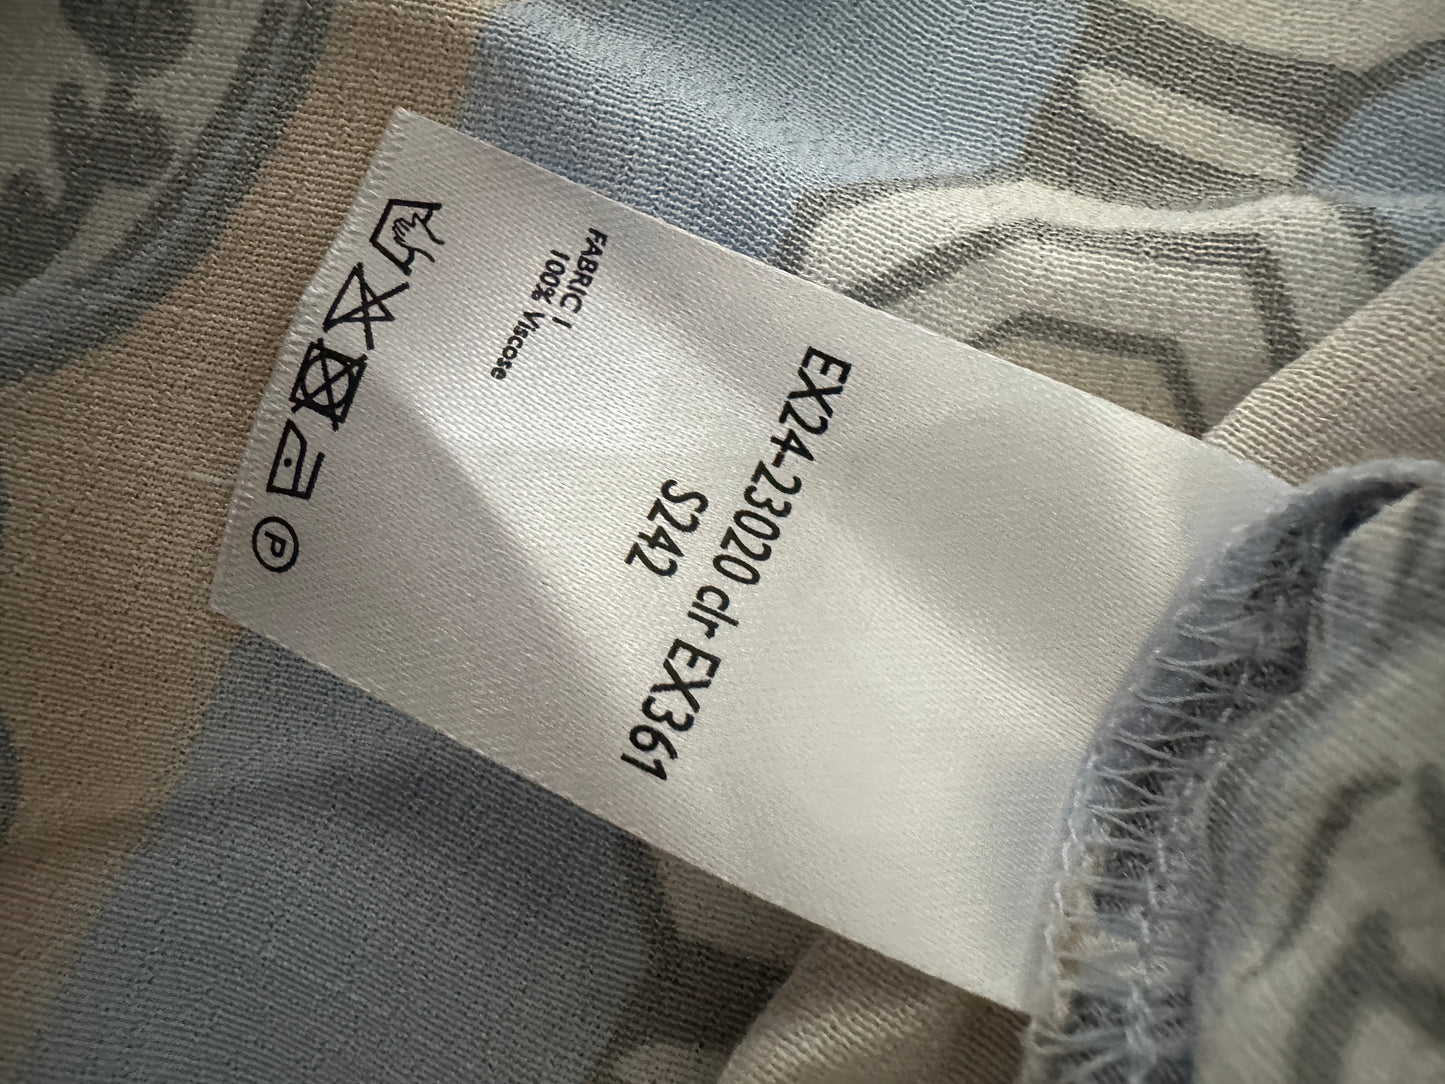 EX24-23020 clr EX361
S242
FABRIC I
100% Viscose
P